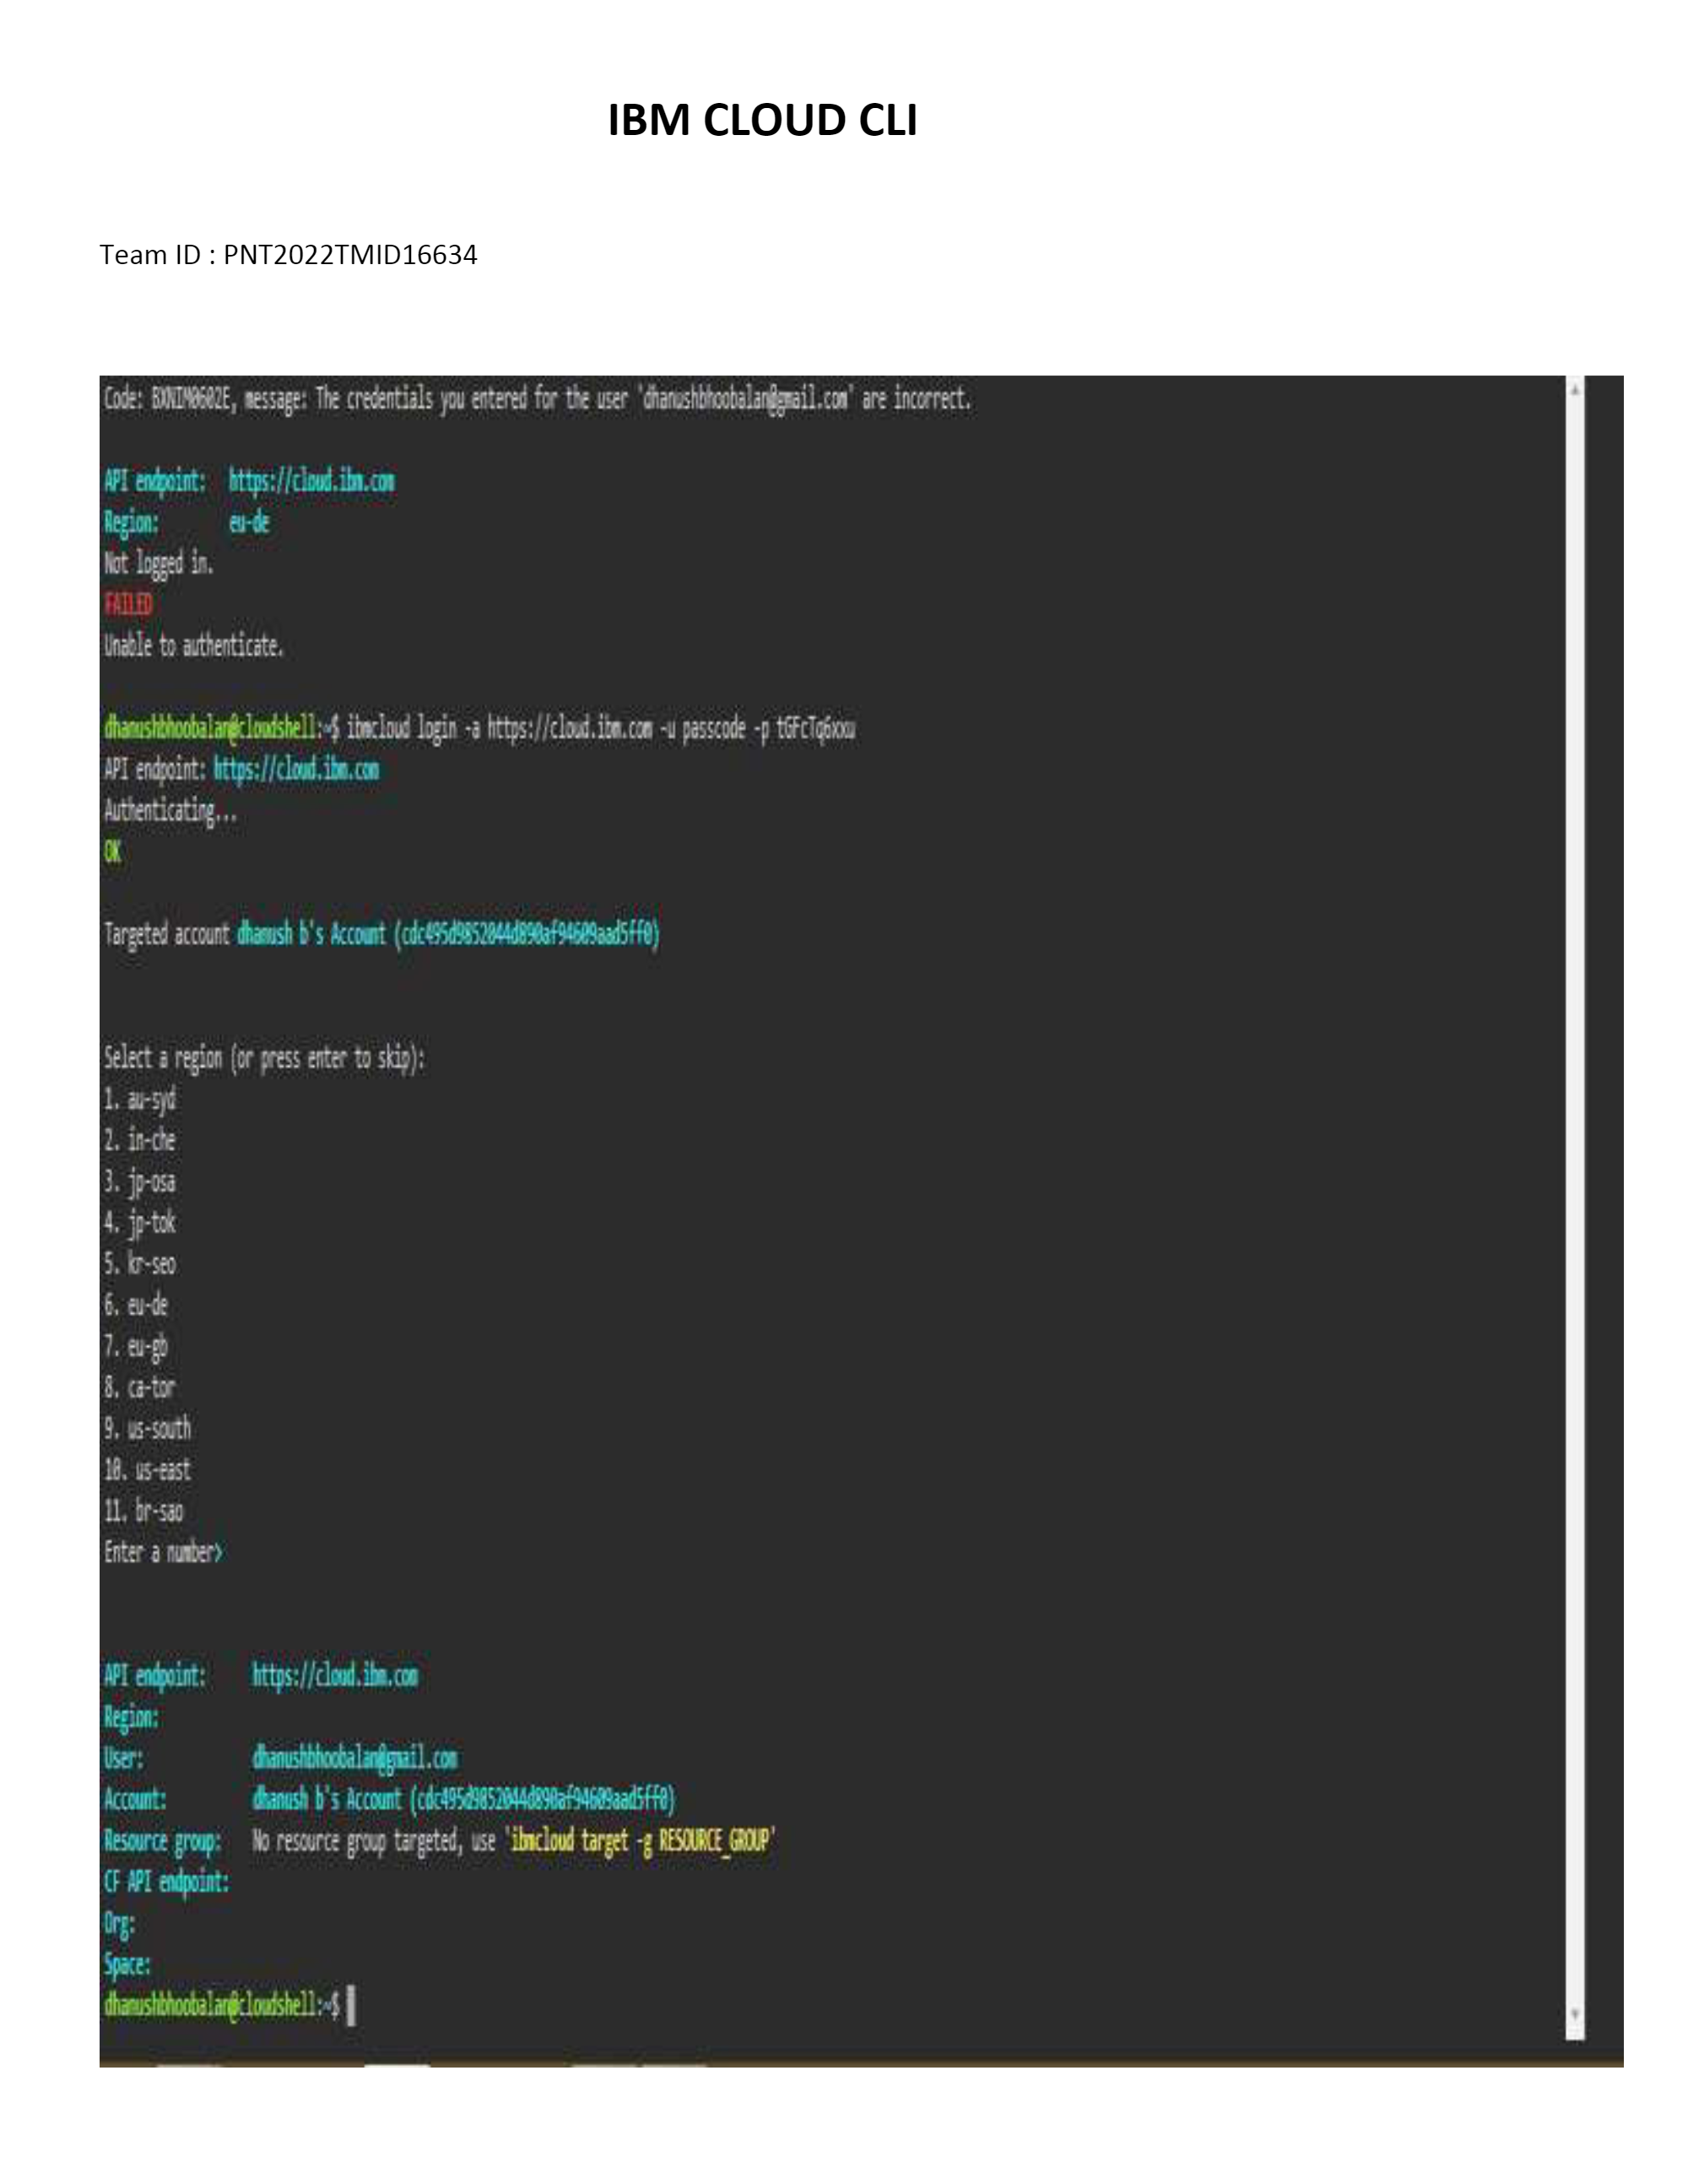 IBM CLOUD CLI
Team ID : PNT2022TMID16634
Code: BXNIM0602E, message: The credentials you entered for the user 'dhanushbhoobalan@gmail.com' are incorrect.
API endpoint: https://cloud.ibm.com
Region: eu-de
Not logged in.
FAILED
Unable to authenticate.
dhanushbhoobalan@cloudshell:~$ ibmcloud login -a https://cloud.ibm.com -u passcode -p tGFcTq6xxu
API endpoint: https://cloud.ibm.com
Authenticating...
OK
Targeted account dhanush b's Account (cdc495d9852044d890af94609aad5ff0)
Select a region (or press enter to skip):
1. au-syd
2. in-che
3. jp-osa
4. jp-tok
5. kr-seo
6. eu-de
7. eu-gb
8. ca-tor
9. us-south
10. us-east
11. br-sao
Enter a number>
API endpoint: https://cloud.ibm.com
Region:
User: dhanushbhoobalan@gmail.com
Account: dhanush b's Account (cdc495d9852044d890af94609aad5ff0)
Resource group: No resource group targeted, use 'ibmcloud target -g RESOURCE_GROUP'
CF API endpoint:
Org:
Space:
dhanushbhoobalan@cloudshell:~$